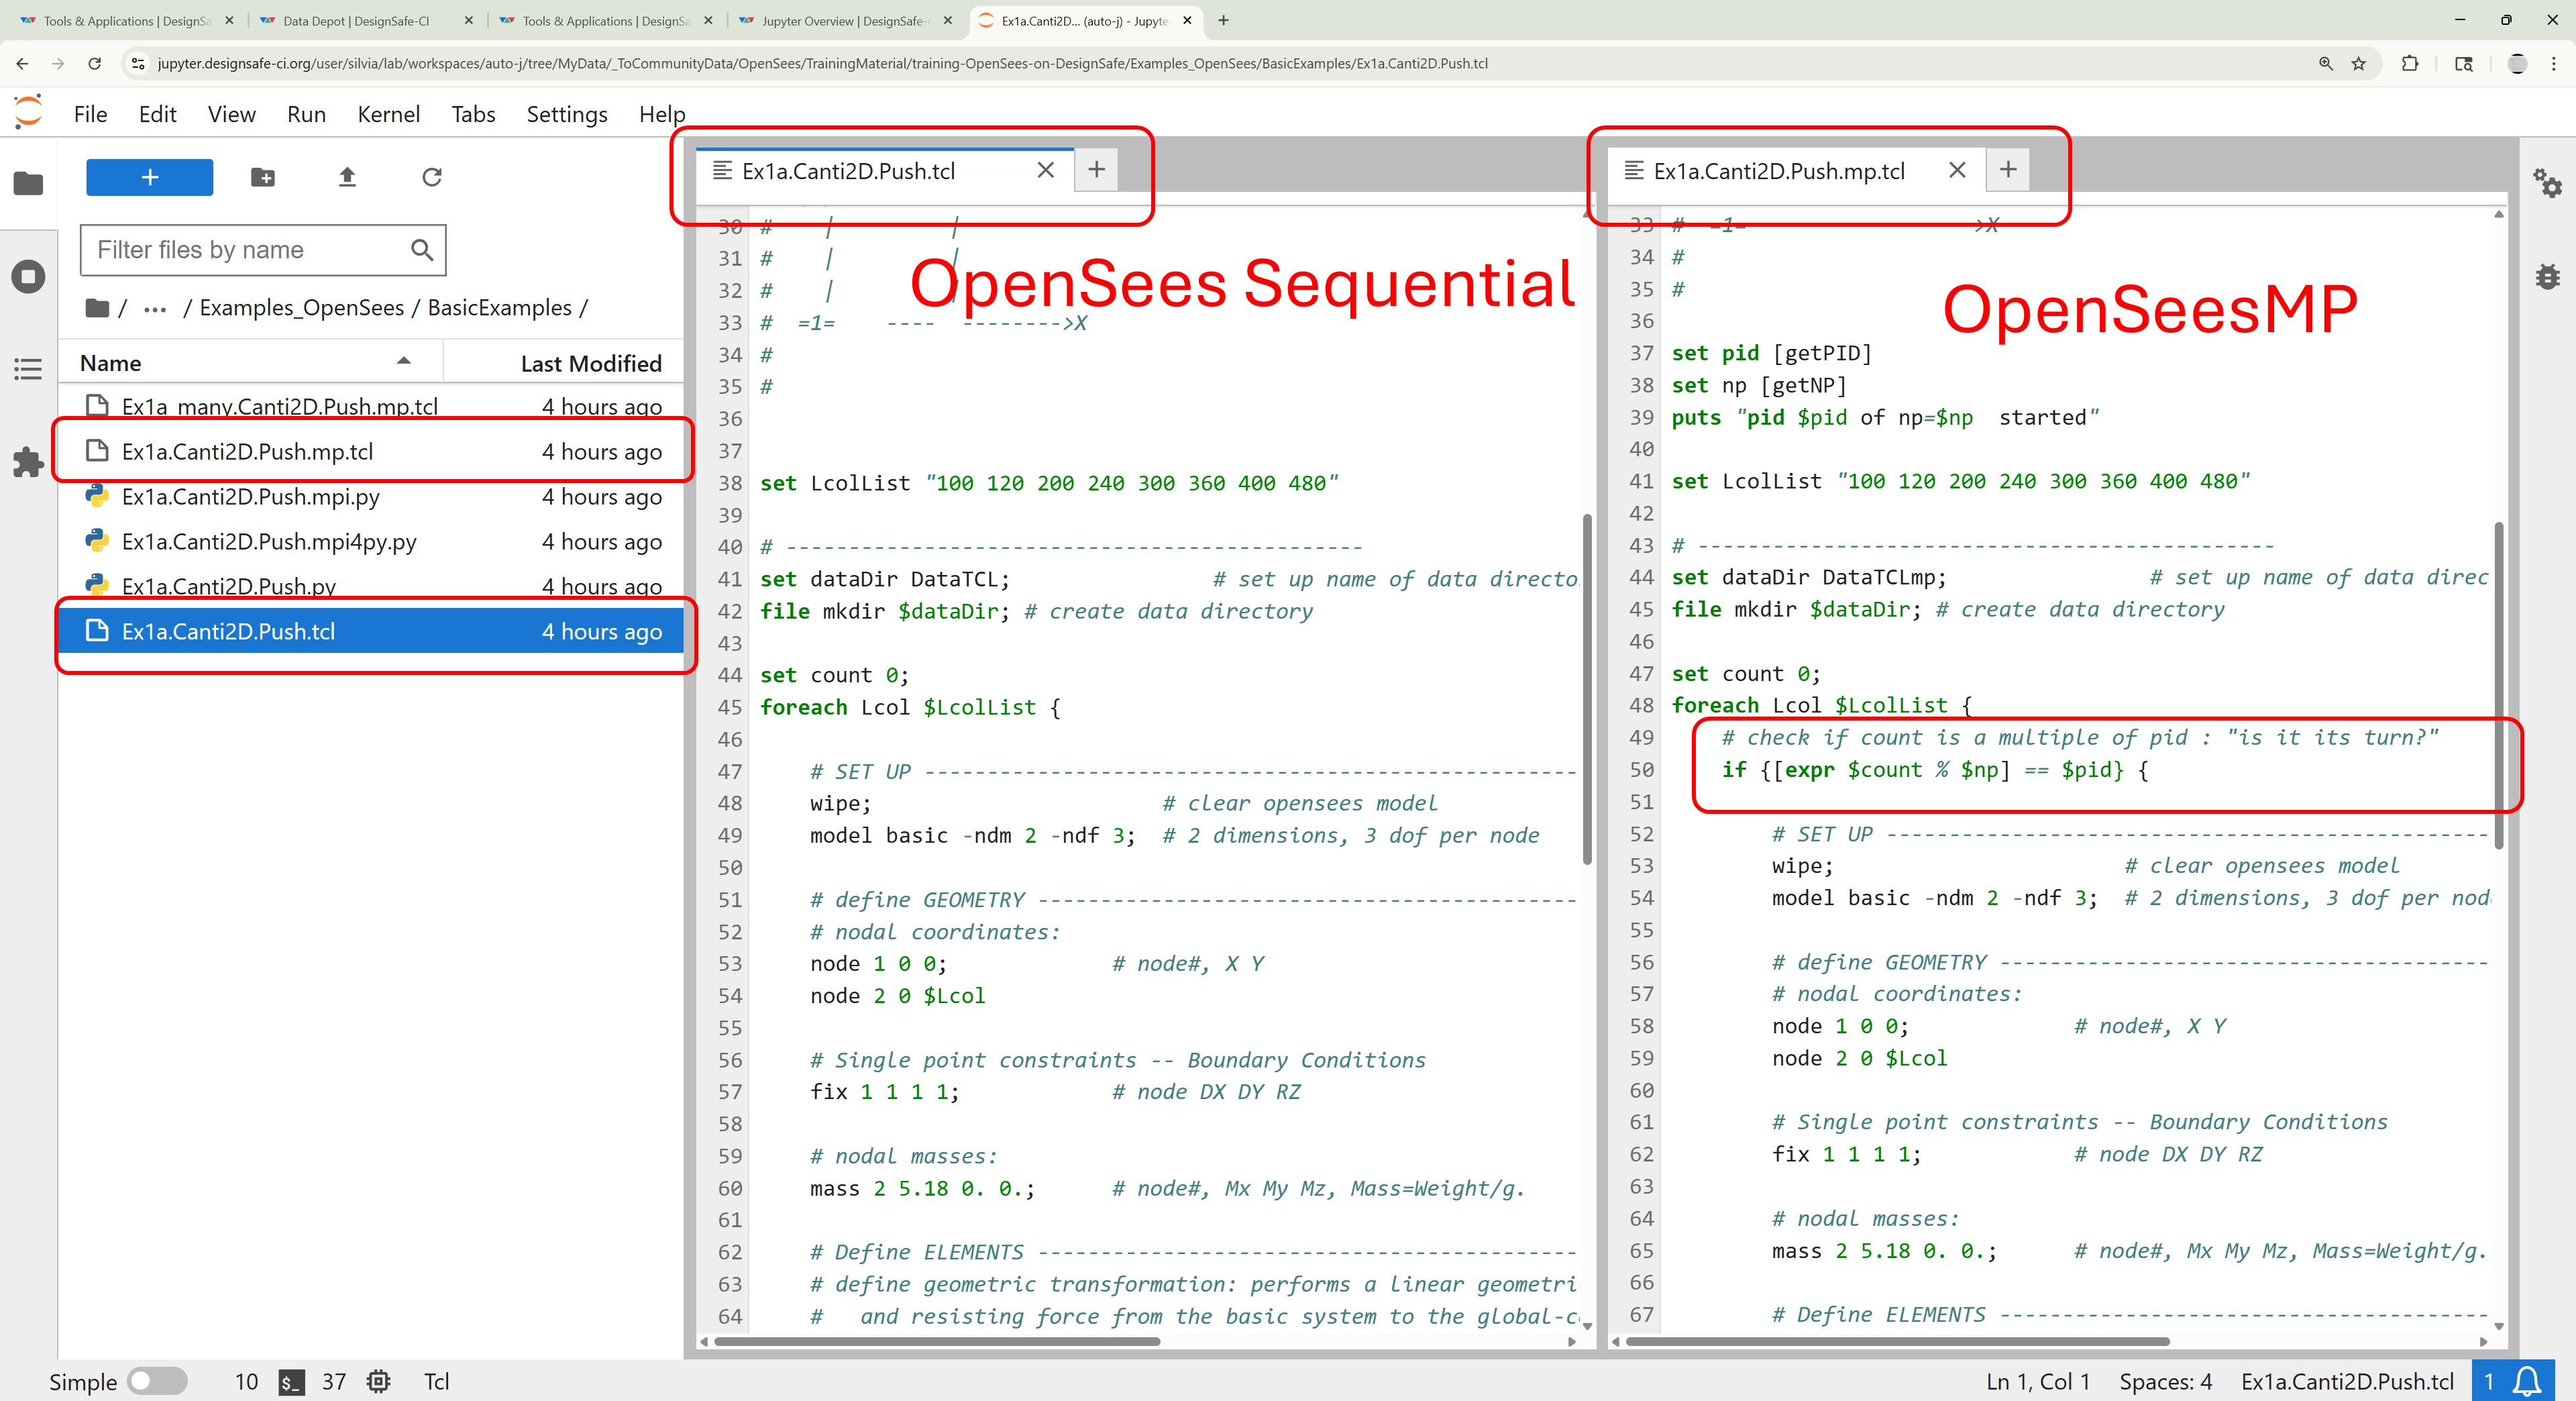 Tools & Applications | DesignSa
Data Depot | DesignSafe-CI
Tools & Applications | DesignSa
Jupyter Overview | DesignSafe-
Ex1a.Canti2D... (auto-j) - Jupyte
jupyter.designsafe-ci.org/user/silvia/lab/workspaces/auto-j/tree/MyData/_ToCommunityData/OpenSees/TrainingMaterial/training-OpenSees-on-DesignSafe/Examples_OpenSees/BasicExamples/Ex1a.Canti2D.Push.tcl
File Edit View Run Kernel Tabs Settings Help
Filter files by name
/ ... / Examples_OpenSees / BasicExamples /
Name Last Modified
Ex1a_many.Canti2D.Push.mp.tcl 4 hours ago
Ex1a.Canti2D.Push.mp.tcl 4 hours ago
Ex1a.Canti2D.Push.mpi.py 4 hours ago
Ex1a.Canti2D.Push.mpi4py.py 4 hours ago
Ex1a.Canti2D.Push.py 4 hours ago
Ex1a.Canti2D.Push.tcl 4 hours ago
Ex1a.Canti2D.Push.tcl
OpenSees Sequential
30 # | |
31 # | |
32 # |
33 # =1= ---- -------->X
34 #
35 #
36
37
38 set LcolList "100 120 200 240 300 360 400 480"
39
40 # ----------------------------------------------
41 set dataDir DataTCL; # set up name of data directo
42 file mkdir $dataDir; # create data directory
43
44 set count 0;
45 foreach Lcol $LcolList {
46
47 # SET UP ----------------------------------------------------
48 wipe; # clear opensees model
49 model basic -ndm 2 -ndf 3; # 2 dimensions, 3 dof per node
50
51 # define GEOMETRY -------------------------------------------
52 # nodal coordinates:
53 node 1 0 0; # node#, X Y
54 node 2 0 $Lcol
55
56 # Single point constraints -- Boundary Conditions
57 fix 1 1 1 1; # node DX DY RZ
58
59 # nodal masses:
60 mass 2 5.18 0. 0.; # node#, Mx My Mz, Mass=Weight/g.
61
62 # Define ELEMENTS -------------------------------------------
63 # define geometric transformation: performs a linear geometri
64 # and resisting force from the basic system to the global-c
Ex1a.Canti2D.Push.mp.tcl
OpenSeesMP
33 # =1= >X
34 #
35 #
36
37 set pid [getPID]
38 set np [getNP]
39 puts "pid $pid of np=$np started"
40
41 set LcolList "100 120 200 240 300 360 400 480"
42
43 # ----------------------------------------------
44 set dataDir DataTCLmp; # set up name of data direc
45 file mkdir $dataDir; # create data directory
46
47 set count 0;
48 foreach Lcol $LcolList {
49 # check if count is a multiple of pid : "is it its turn?"
50 if {[expr $count % $np] == $pid} {
51
52 # SET UP ------------------------------------------------
53 wipe; # clear opensees model
54 model basic -ndm 2 -ndf 3; # 2 dimensions, 3 dof per nod
55
56 # define GEOMETRY ---------------------------------------
57 # nodal coordinates:
58 node 1 0 0; # node#, X Y
59 node 2 0 $Lcol
60
61 # Single point constraints -- Boundary Conditions
62 fix 1 1 1 1; # node DX DY RZ
63
64 # nodal masses:
65 mass 2 5.18 0. 0.; # node#, Mx My Mz, Mass=Weight/g.
66
67 # Define ELEMENTS ---------------------------------------
Simple 10 $_ 37 Tcl Ln 1, Col 1 Spaces: 4 Ex1a.Canti2D.Push.tcl 1